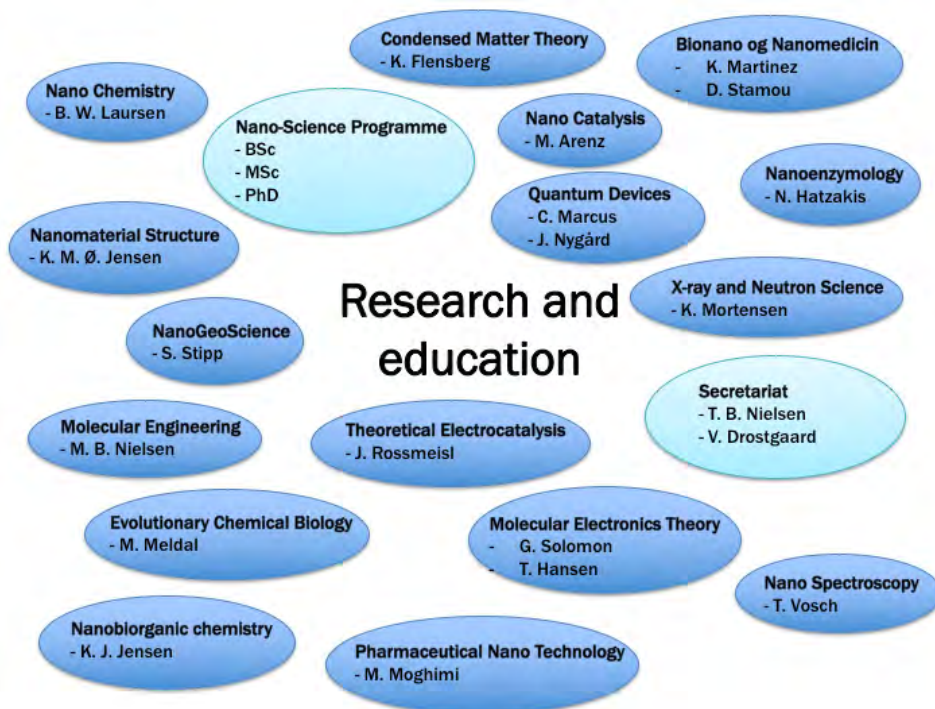 Condensed Matter Theory
- K. Flensberg
Bionano og Nanomedicin
- K. Martinez
- D. Stamou
Nano Chemistry
- B. W. Laursen
Nano-Science Programme
- BSc
- MSc
- PhD
Nano Catalysis
- M. Arenz
Nanoenzymology
- N. Hatzakis
Quantum Devices
- C. Marcus
- J. Nygård
Nanomaterial Structure
- K. M. Ø. Jensen
Research and
education
X-ray and Neutron Science
- K. Mortensen
NanoGeoScience
- S. Stipp
Secretariat
- T. B. Nielsen
- V. Drostgaard
Molecular Engineering
- M. B. Nielsen
Theoretical Electrocatalysis
- J. Rossmeisl
Evolutionary Chemical Biology
- M. Meldal
Molecular Electronics Theory
- G. Solomon
- T. Hansen
Nano Spectroscopy
- T. Vosch
Nanobiorganic chemistry
- K. J. Jensen
Pharmaceutical Nano Technology
- M. Moghimi